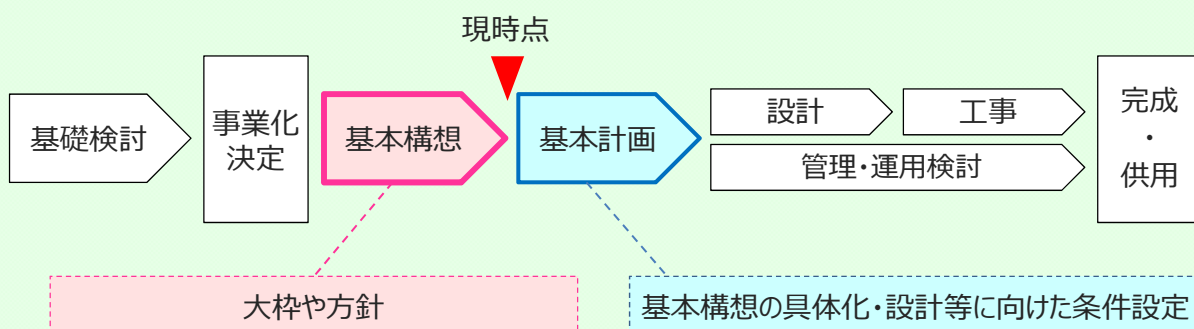 現時点
基礎検討
事業化
決定
基本構想
基本計画
設計
工事
管理・運用検討
完成
・
供用
大枠や方針
基本構想の具体化・設計等に向けた条件設定